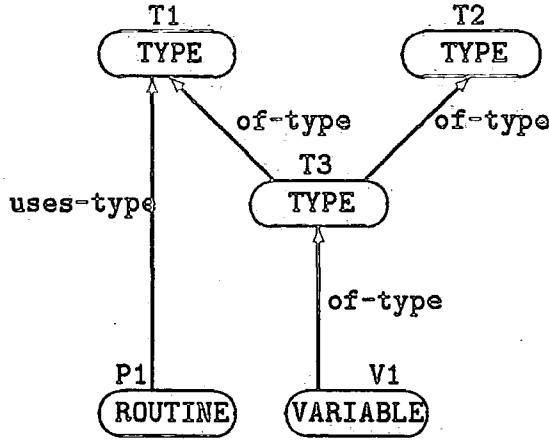 T1 T2
TYPE TYPE
of-type of-type
T3
uses-type TYPE
of-type
P1 V1
ROUTINE VARIABLE